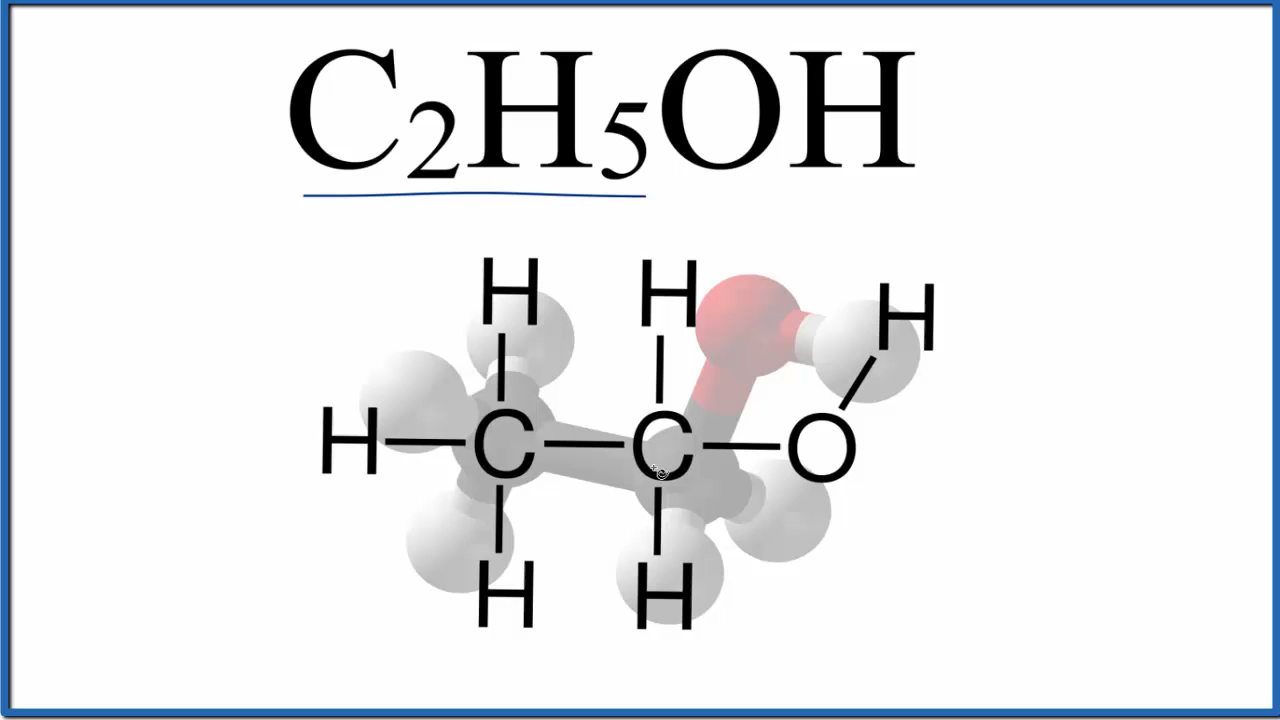 C₂H₅OH
H H H
H C C O
H H